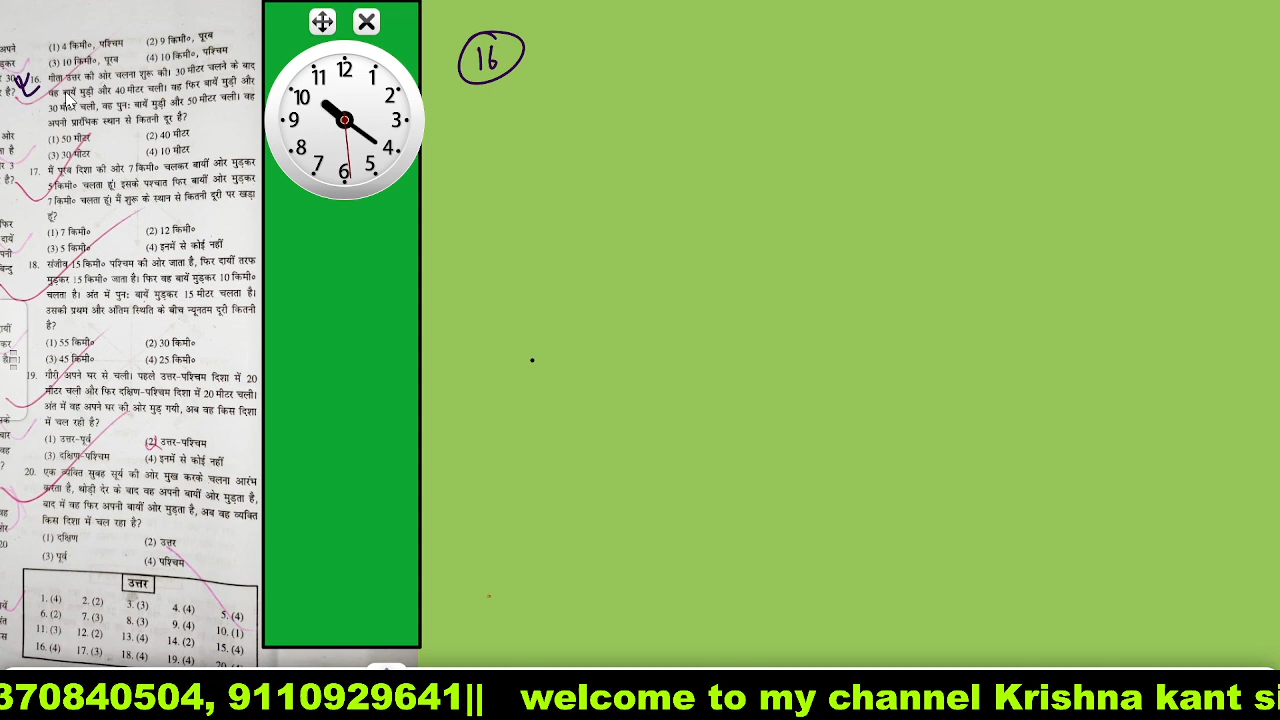 (1) 4 किमी०, पश्चिम (2) 9 किमी०, पूरब
(3) 10 किमी०, पूरब (4) 10 किमी०, पश्चिम
16. गीता उत्तर की ओर चलना शुरू की। 30 मीटर चलने के बाद
वह बायें मुड़ी और 40 मीटर चली। वह फिर बायें मुड़ी और
30 मीटर चली, वह पुन: बायें मुड़ी और 50 मीटर चली। वह
अपनी प्रारंभिक स्थान से कितनी दूर है?
(1) 50 मीटर (2) 40 मीटर
(3) 30 मीटर (4) 10 मीटर
17. मैं पूरब दिशा की ओर 7 किमी० चलकर बायीं ओर मुड़कर
5 किमी० चलता हूं। इसके पश्चात फिर बायीं ओर मुड़कर
7 किमी० चलता हूं। मैं शुरू के स्थान से कितनी दूरी पर खड़ा
हूं?
(1) 7 किमी० (2) 12 किमी०
(3) 5 किमी० (4) इनमें से कोई नहीं
18. संजीव 15 किमी० पश्चिम की ओर जाता है, फिर दायीं तरफ
मुड़कर 15 किमी० जाता है। फिर वह बायें मुड़कर 10 किमी०
चलता है। अंत में पुन: बायें मुड़कर 15 मीटर चलता है।
उसकी प्रथम और अंतिम स्थिति के बीच न्यूनतम दूरी कितनी
है?
(1) 55 किमी० (2) 30 किमी०
(3) 45 किमी० (4) 25 किमी०
19. गौरी अपने घर से चली। पहले उत्तर-पश्चिम दिशा में 20
मीटर चली और फिर दक्षिण-पश्चिम दिशा में 20 मीटर चली।
अंत में वह अपने घर की ओर मुड़ गयी, अब वह किस दिशा
में चल रही है?
(1) उत्तर-पूर्व (2) उत्तर-पश्चिम
(3) दक्षिण-पश्चिम (4) इनमें से कोई नहीं
20. एक व्यक्ति सुबह सूर्य की ओर मुख करके चलना आरंभ
करता है, थोड़ी देर के बाद वह अपनी बायीं ओर मुड़ता है,
बाद में वह फिर अपनी बायीं ओर मुड़ता है, अब वह व्यक्ति
किस दिशा में चल रहा है?
(1) दक्षिण (2) उत्तर
(3) पूर्व (4) पश्चिम
उत्तर
1. (4) 2. (2) 3. (3) 4. (4) 5. (4)
6. (2) 7. (3) 8. (3) 9. (4) 10. (1)
11. (3) 12. (2) 13. (4) 14. (2) 15. (4)
16. (4) 17. (3) 18. (4) 19. (4)
12 1 2 3 4 5 6 7 8 9 10 11
16
370840504, 9110929641|| welcome to my channel Krishna kant si